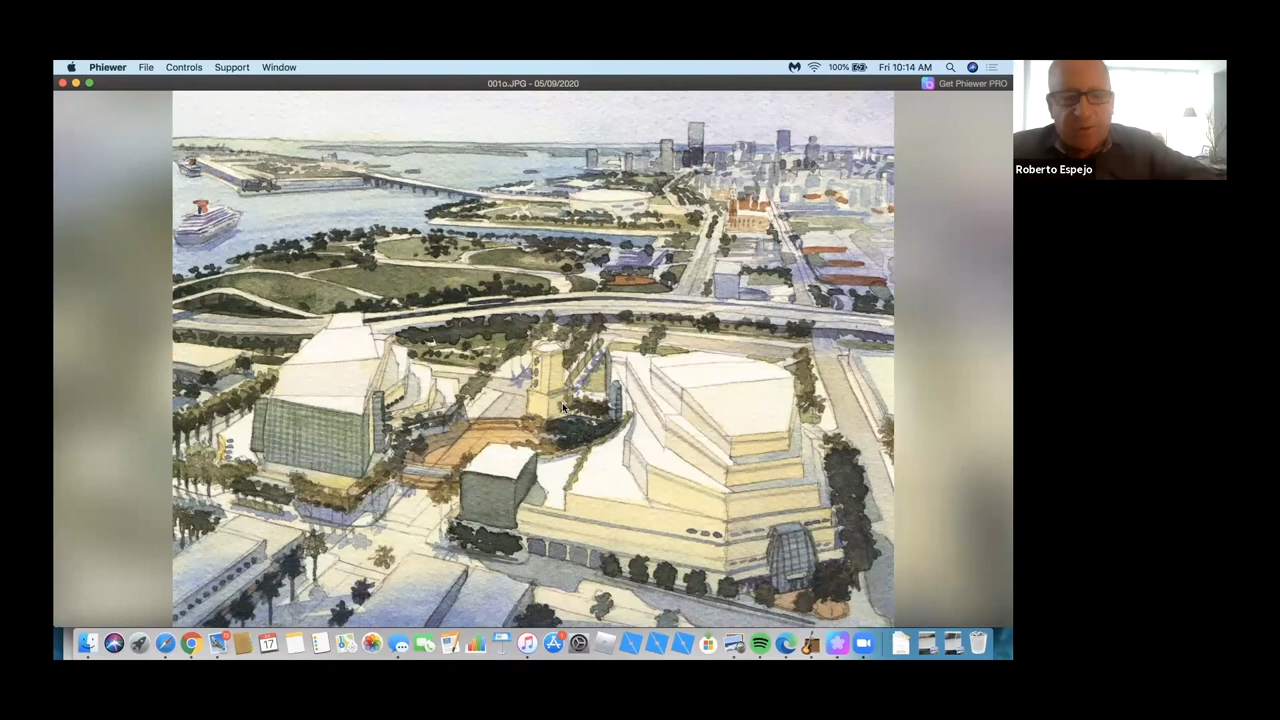 Phiewer File Controls Support Window 100% Fri 10:14 AM
001o.JPG - 05/09/2020 Get Phiewer PRO
Roberto Espejo
17